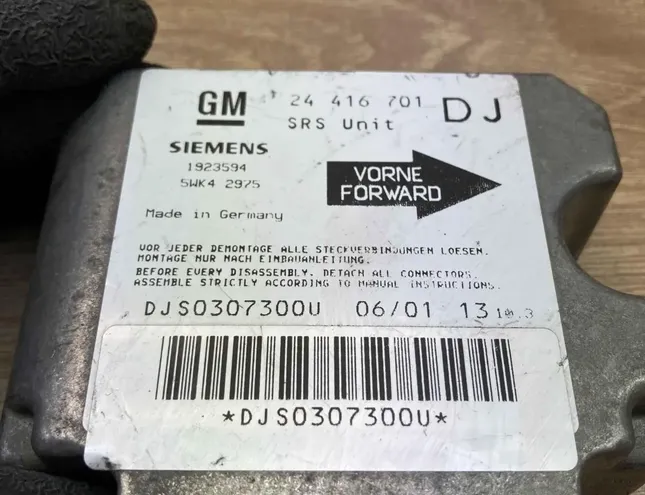 GM 24 416 701 DJ
SRS Unit
SIEMENS
1923594
5WK4 2975
VORNE
FORWARD
Made in Germany
VOR JEDER DEMONTAGE ALLE STECKVERBINDUNGEN LOESEN.
MONTAGE NUR NACH EINBAUANLEITUNG.
BEFORE EVERY DISASSEMBLY, DETACH ALL CONNECTORS.
ASSEMBLE STRICTLY ACCORDING TO MANUAL INSTRUCTIONS.
DJS0307300U 06/01 13
*DJS0307300U*